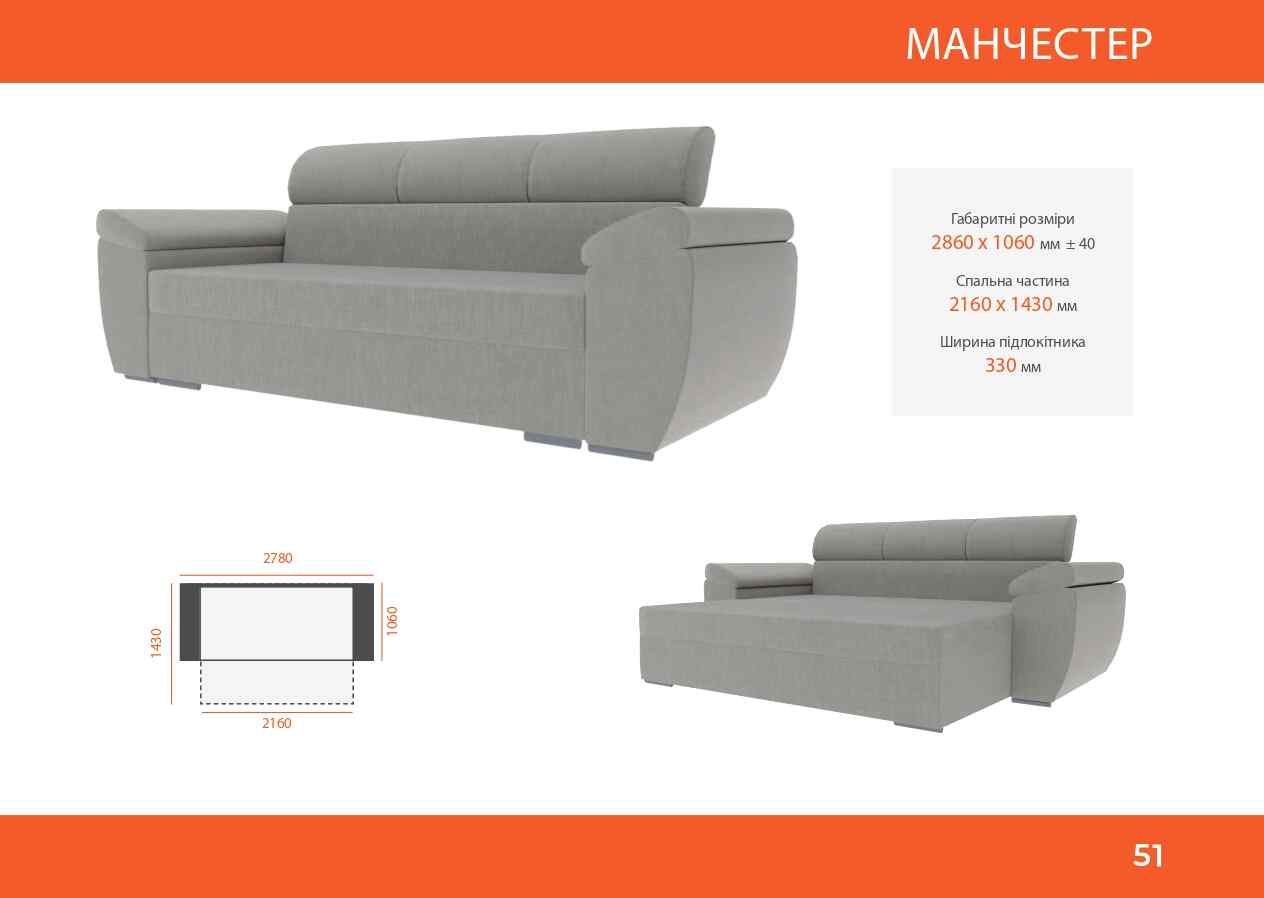 МАНЧЕСТЕР
Габаритні розміри
2860 х 1060 мм ± 40
Спальна частина
2160 х 1430 мм
Ширина підлокітника
330 мм
2780
1430
1060
2160
51